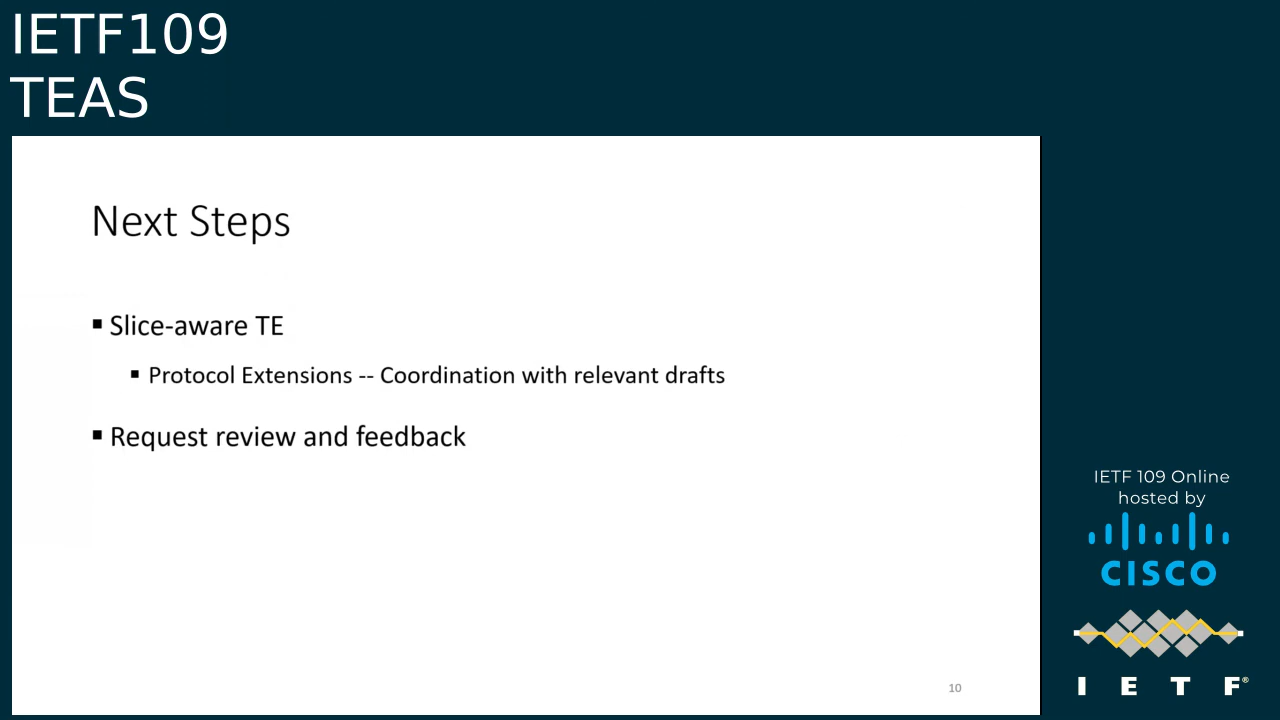 IETF109
TEAS
Next Steps
▪ Slice-aware TE
▪ Protocol Extensions -- Coordination with relevant drafts
▪ Request review and feedback
10
IETF 109 Online
hosted by
CISCO
I E T F®